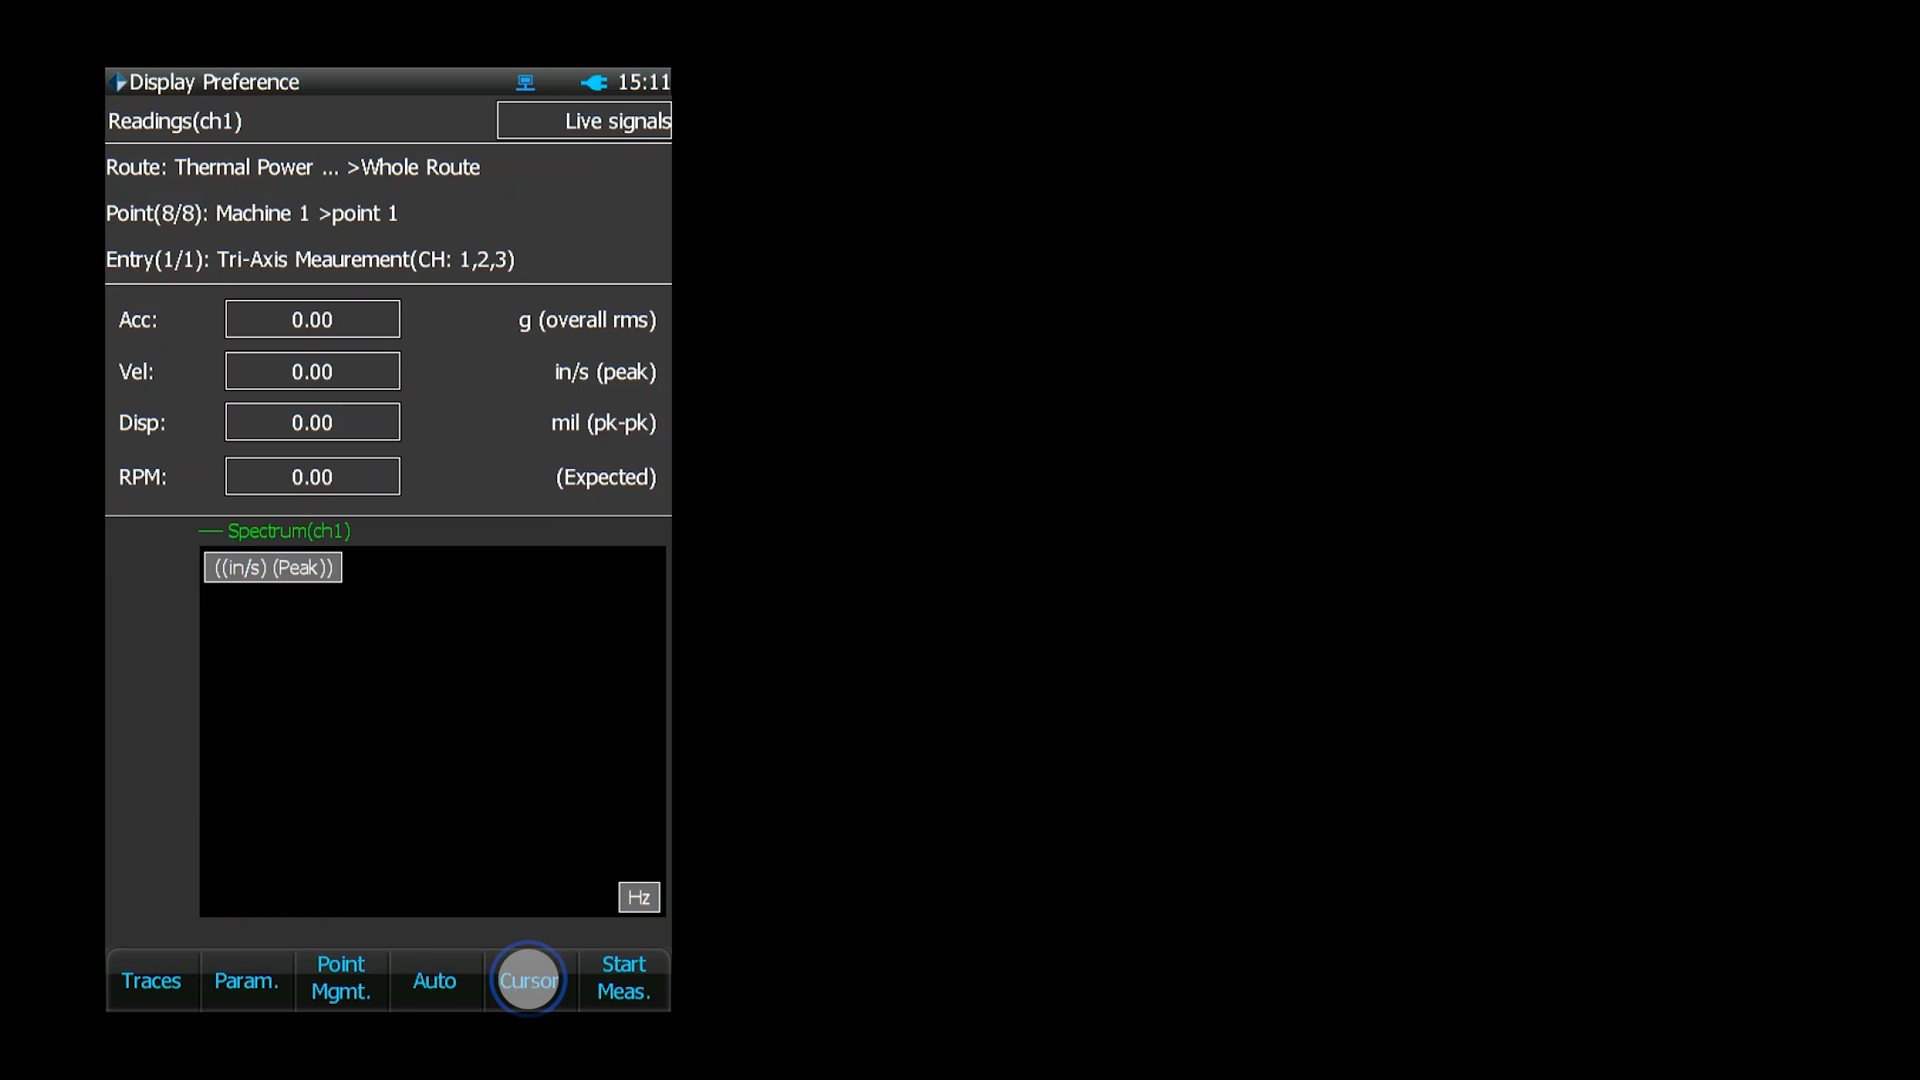 Display Preference 15:11
Readings(ch1) Live signals
Route: Thermal Power ... >Whole Route
Point(8/8): Machine 1 >point 1
Entry(1/1): Tri-Axis Meaurement(CH: 1,2,3)
Acc: 0.00 g (overall rms)
Vel: 0.00 in/s (peak)
Disp: 0.00 mil (pk-pk)
RPM: 0.00 (Expected)
Spectrum(ch1)
((in/s) (Peak))
Hz
Traces
Param.
Point
Mgmt.
Auto
Cursor
Start
Meas.